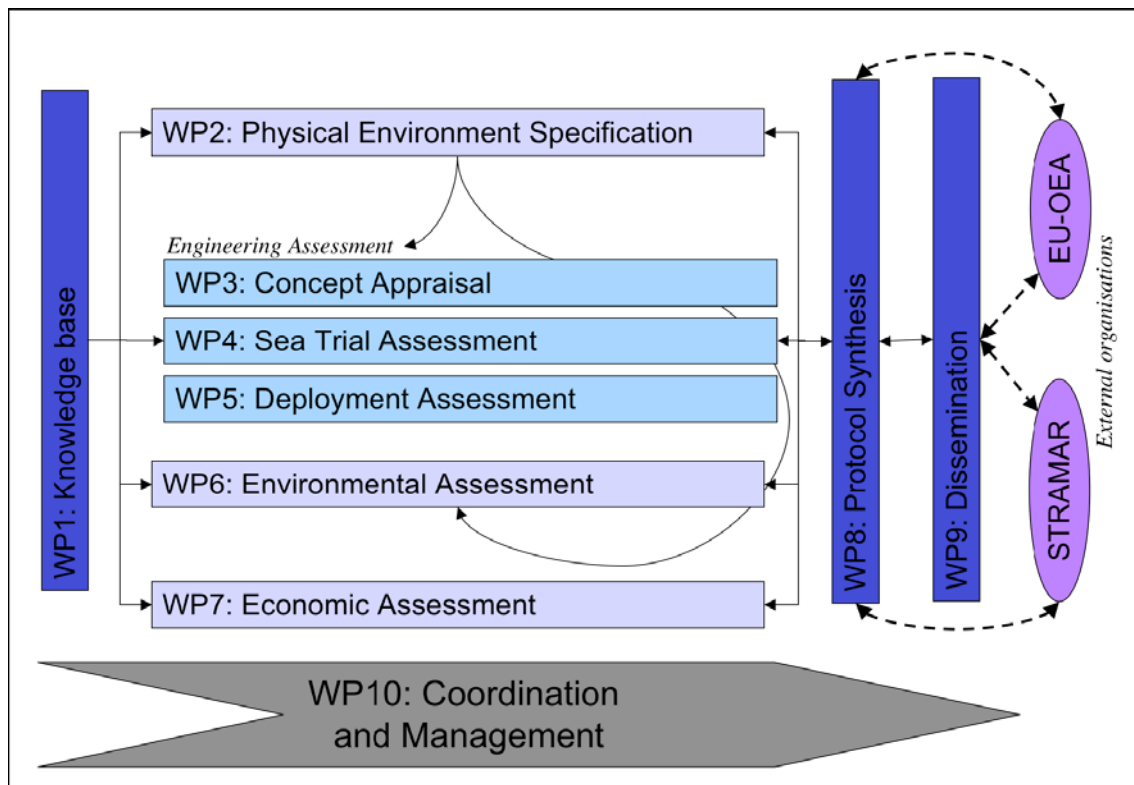 WP1: Knowledge base
WP2: Physical Environment Specification
Engineering Assessment
WP3: Concept Appraisal
WP4: Sea Trial Assessment
WP5: Deployment Assessment
WP6: Environmental Assessment
WP7: Economic Assessment
WP8: Protocol Synthesis
WP9: Dissemination
EU-OEA
STRAMAR
External organisations
WP10: Coordination
and Management